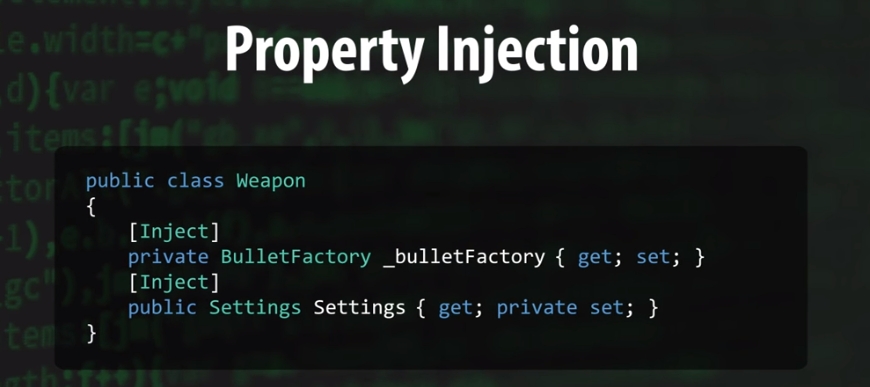 Property Injection
public class Weapon
{
[Inject]
private BulletFactory _bulletFactory { get; set; }
[Inject]
public Settings Settings { get; private set; }
}